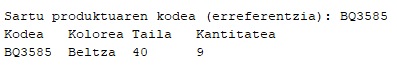 Sartu produktuaren kodea (erreferentzia): BQ3585
Kodea   Kolorea Taila   Kantitatea
BQ3585  Beltza  40      9